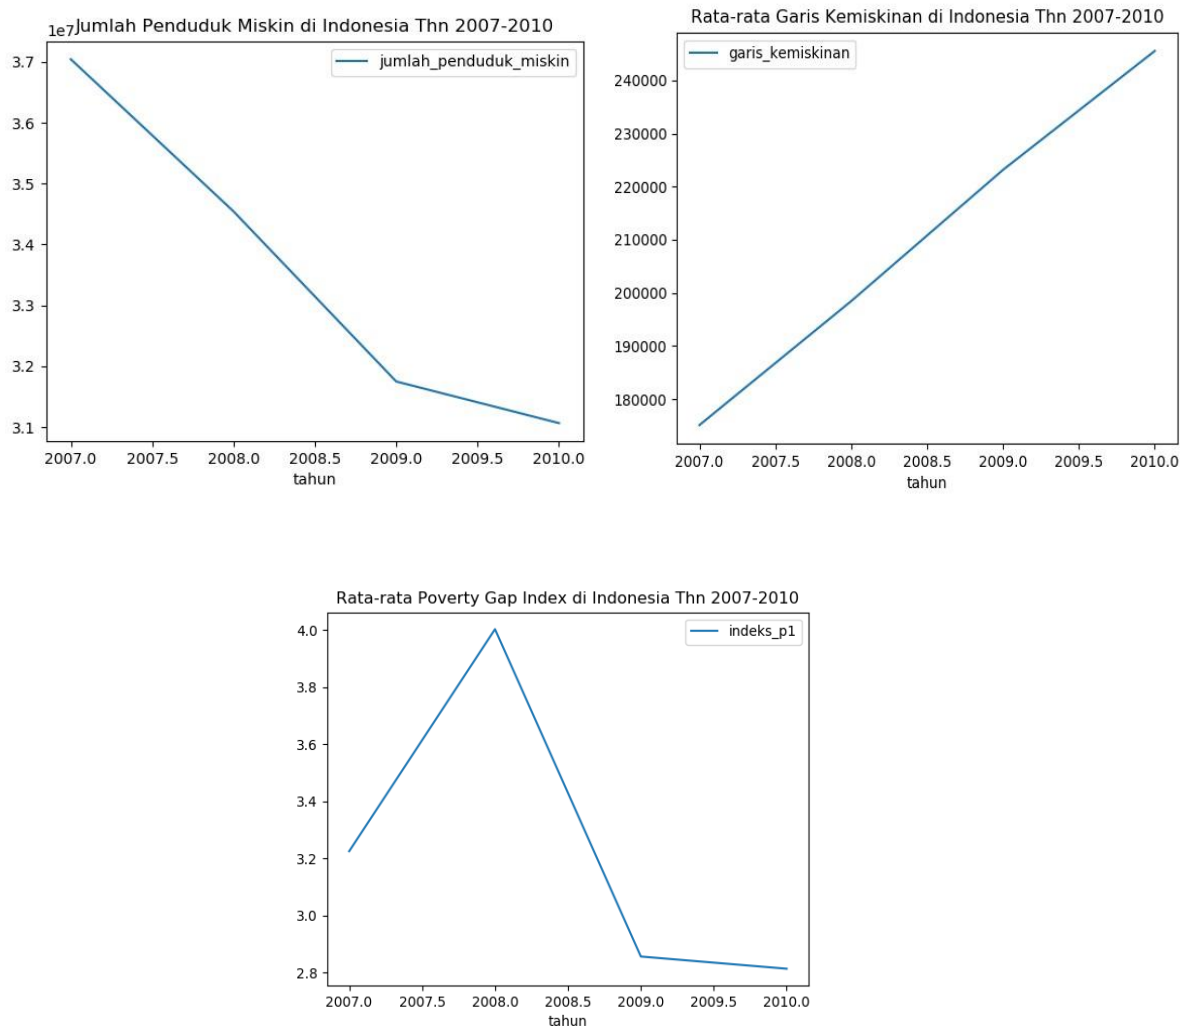 Jumlah Penduduk Miskin di Indonesia Thn 2007-2010
1e7
jumlah_penduduk_miskin
3.7
3.6
3.5
3.4
3.3
3.2
3.1
2007.0 2007.5 2008.0 2008.5 2009.0 2009.5 2010.0
tahun
Rata-rata Garis Kemiskinan di Indonesia Thn 2007-2010
garis_kemiskinan
240000
230000
220000
210000
200000
190000
180000
2007.0 2007.5 2008.0 2008.5 2009.0 2009.5 2010.0
tahun
Rata-rata Poverty Gap Index di Indonesia Thn 2007-2010
indeks_p1
4.0
3.8
3.6
3.4
3.2
3.0
2.8
2007.0 2007.5 2008.0 2008.5 2009.0 2009.5 2010.0
tahun